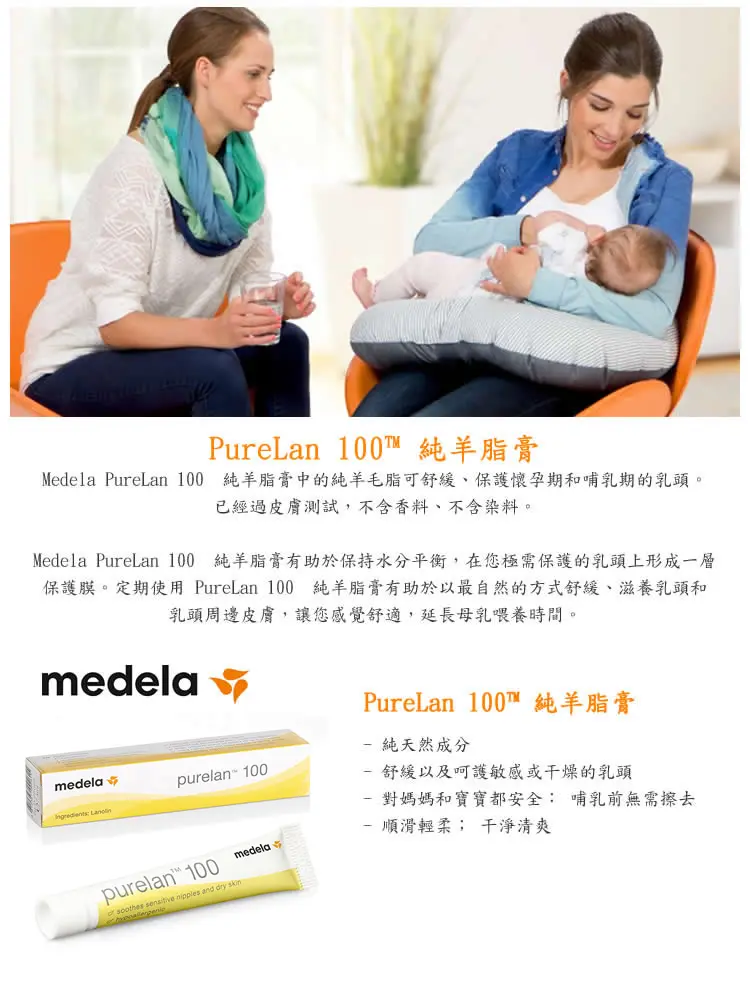 PureLan 100™ 純羊脂膏
Medela PureLan 100 純羊脂膏中的純羊毛脂可舒緩、保護懷孕期和哺乳期的乳頭。
已經過皮膚測試，不含香料、不含染料。
Medela PureLan 100 純羊脂膏有助於保持水分平衡，在您極需保護的乳頭上形成一層
保護膜。定期使用 PureLan 100 純羊脂膏有助於以最自然的方式舒緩、滋養乳頭和
乳頭周邊皮膚，讓您感覺舒適，延長母乳喂養時間。
medela
PureLan 100™ 純羊脂膏
- 純天然成分
- 舒緩以及呵護敏感或干燥的乳頭
- 對媽媽和寶寶都安全： 哺乳前無需擦去
- 順滑輕柔； 干淨清爽
medela
purelan™ 100
Ingredients: Lanolin
medela
purelan™ 100
soothes sensitive nipples and dry skin
hypoallergenic